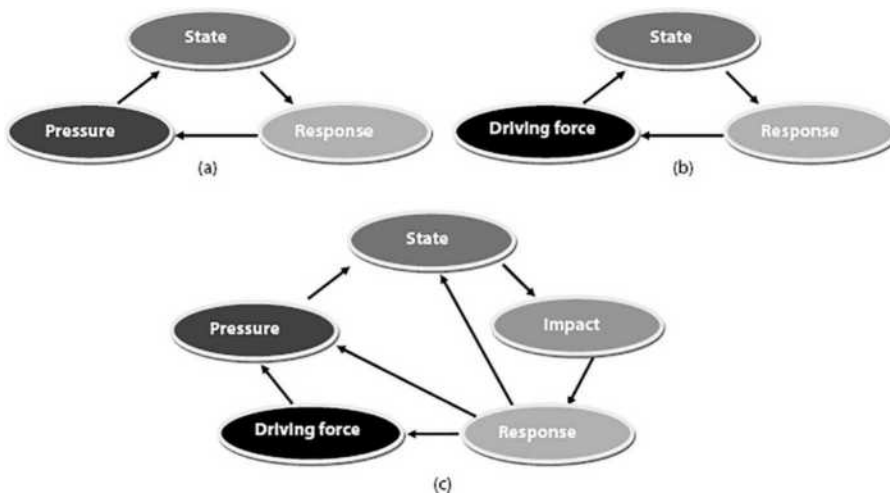 State
Pressure
Response
(a)
State
Driving force
Response
(b)
State
Pressure
Impact
Driving force
Response
(c)